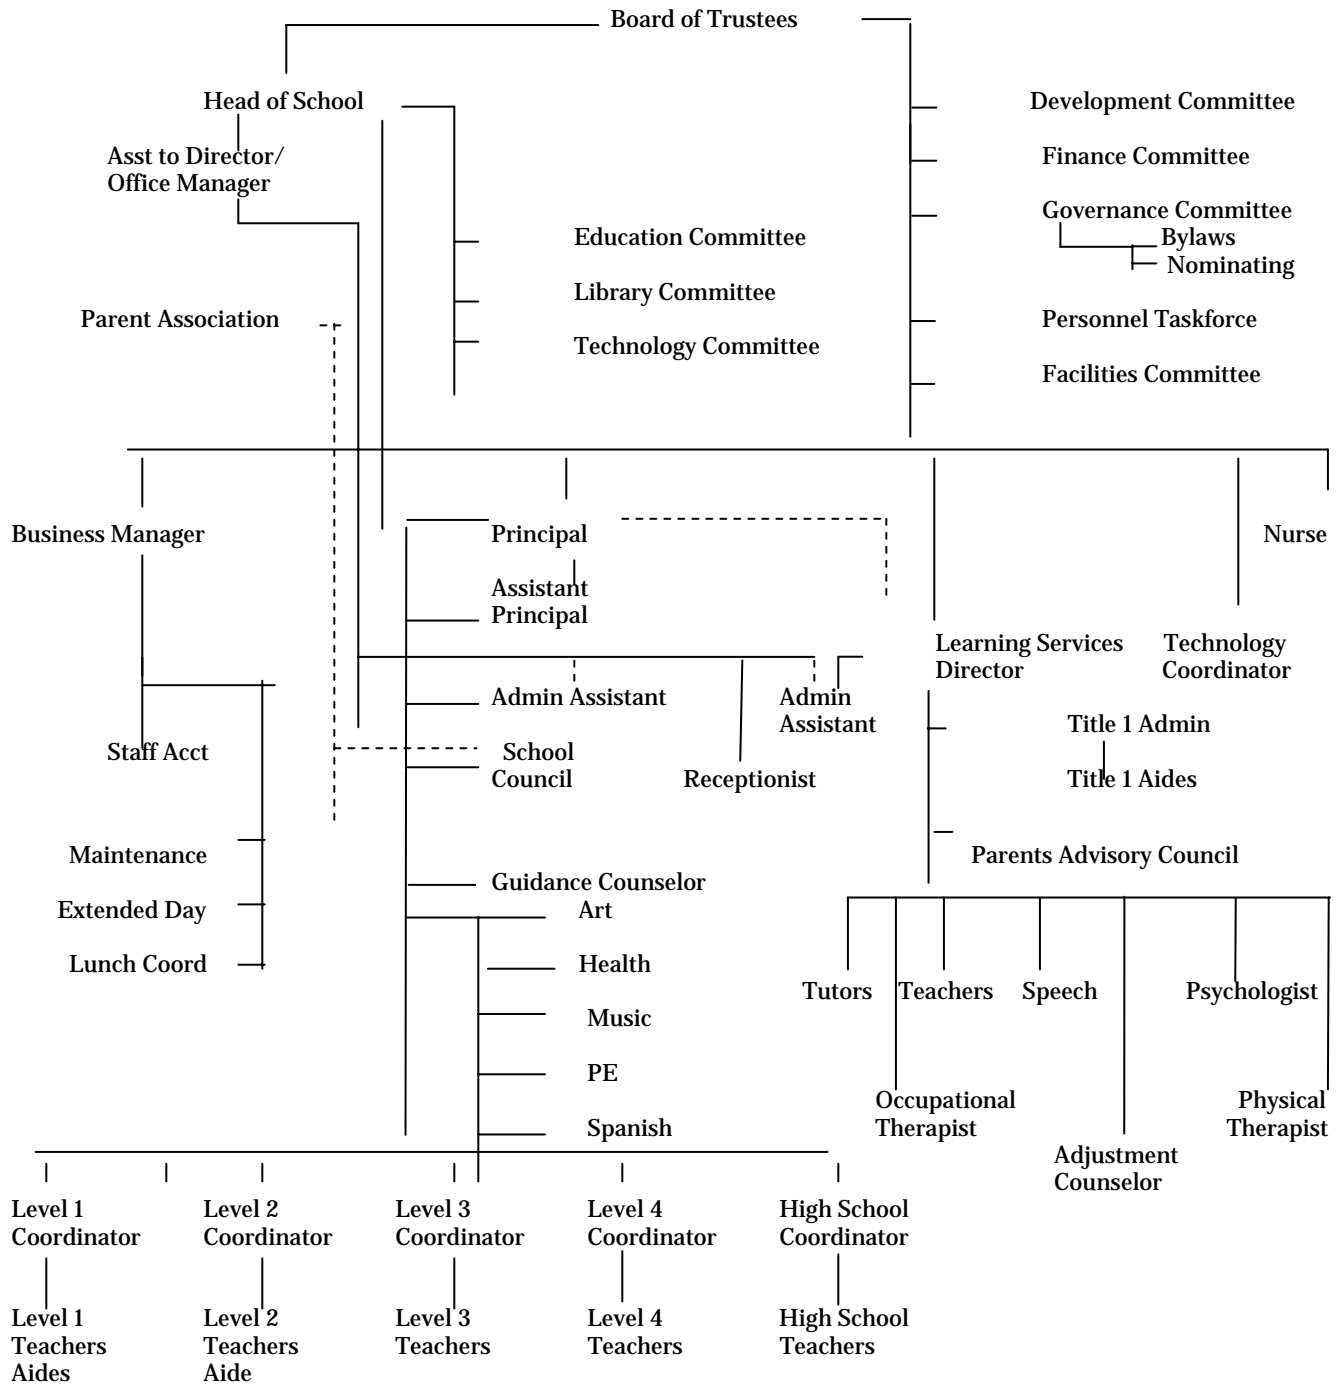 Board of Trustees
Head of School
Development Committee
Asst to Director/
Office Manager
Finance Committee
Governance Committee
Bylaws
Nominating
Education Committee
Library Committee
Technology Committee
Parent Association
Personnel Taskforce
Facilities Committee
Business Manager
Principal
Nurse
Assistant
Principal
Learning Services
Director
Technology
Coordinator
Admin Assistant
Admin
Assistant
Staff Acct
School
Council
Receptionist
Title 1 Admin
Title 1 Aides
Maintenance
Parents Advisory Council
Extended Day
Guidance Counselor
Art
Lunch Coord
Health
Music
PE
Spanish
Tutors
Teachers
Speech
Psychologist
Occupational
Therapist
Physical
Therapist
Adjustment
Counselor
Level 1
Coordinator
Level 2
Coordinator
Level 3
Coordinator
Level 4
Coordinator
High School
Coordinator
Level 1
Teachers
Aides
Level 2
Teachers
Aide
Level 3
Teachers
Level 4
Teachers
High School
Teachers